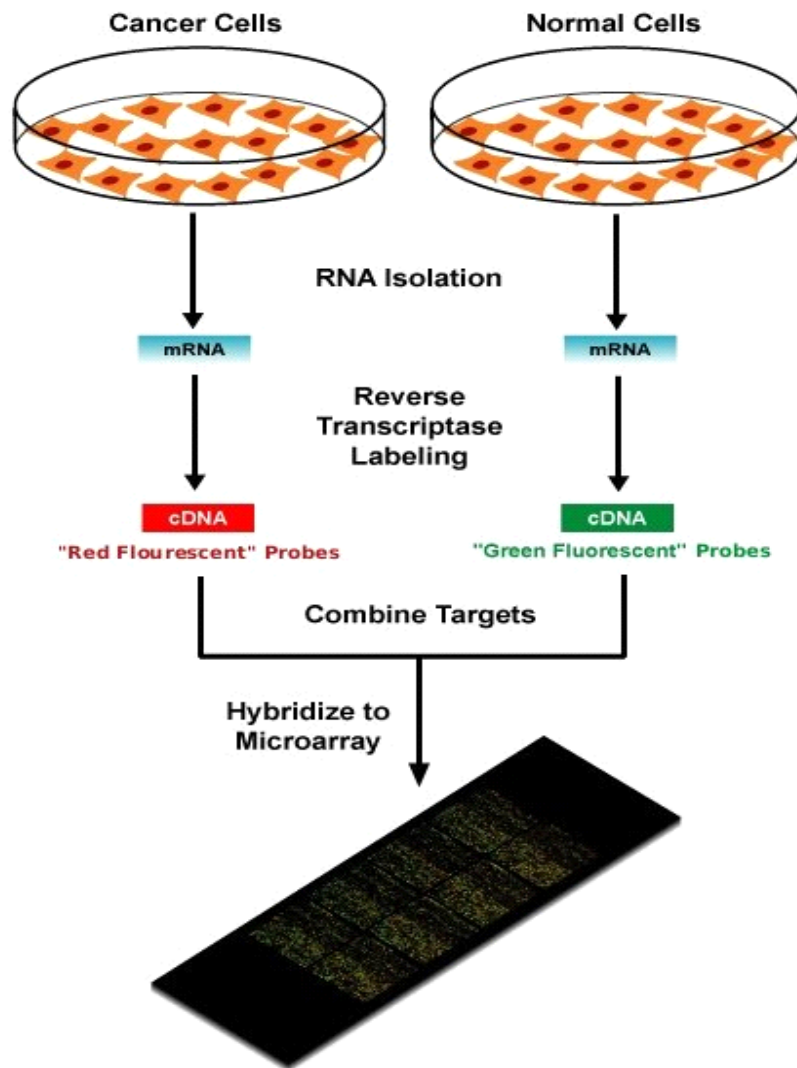 Cancer Cells
Normal Cells
RNA Isolation
mRNA
mRNA
Reverse
Transcriptase
Labeling
cDNA
cDNA
"Red Flourescent" Probes
"Green Fluorescent" Probes
Combine Targets
Hybridize to
Microarray